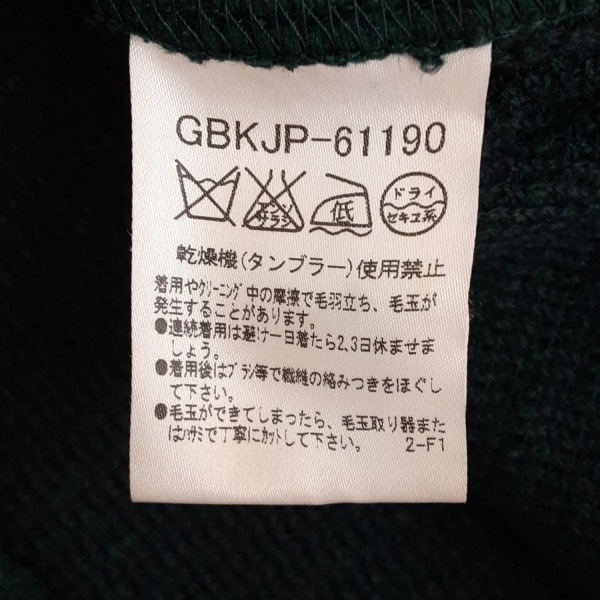 GBKJP-61190
エンソ
サラシ
低
ドライ
セキユ系
乾燥機(タンブラー)使用禁止
着用やクリーニング中の摩擦で毛羽立ち、毛玉が
発生することがあります。
●連続着用は避け一日着たら2,3日休ませま
しょう。
●着用後はブラシ等で繊維の絡みつきをほぐし
て下さい。
●毛玉ができてしまったら、毛玉取り器また
はハサミで丁寧にカットして下さい。 2-F1